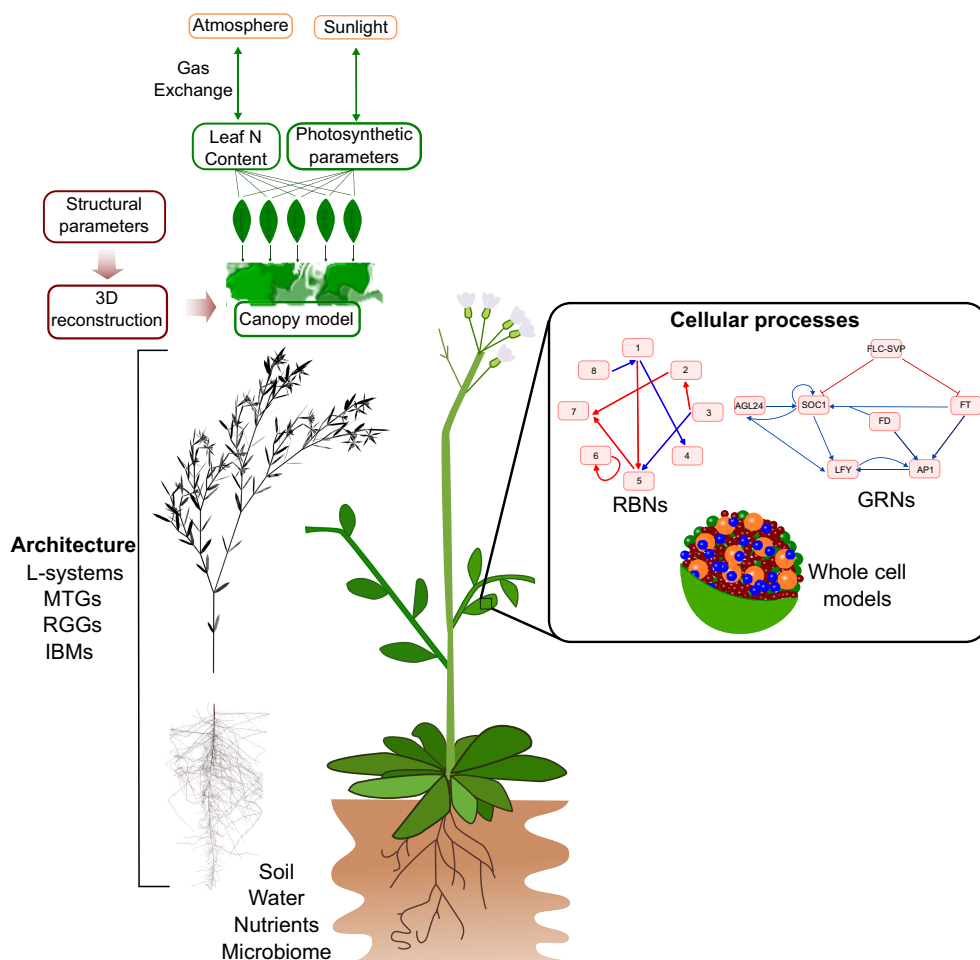 Atmosphere
Sunlight
Gas
Exchange
Leaf N
Content
Photosynthetic
parameters
Structural
parameters
3D
reconstruction
Canopy model
Architecture
L-systems
MTGs
RGGs
IBMs
Soil
Water
Nutrients
Microbiome
Cellular processes
1
8
2
7
3
6
4
5
RBNs
FLC-SVP
AGL24
SOC1
FT
FD
LFY
AP1
GRNs
Whole cell
models